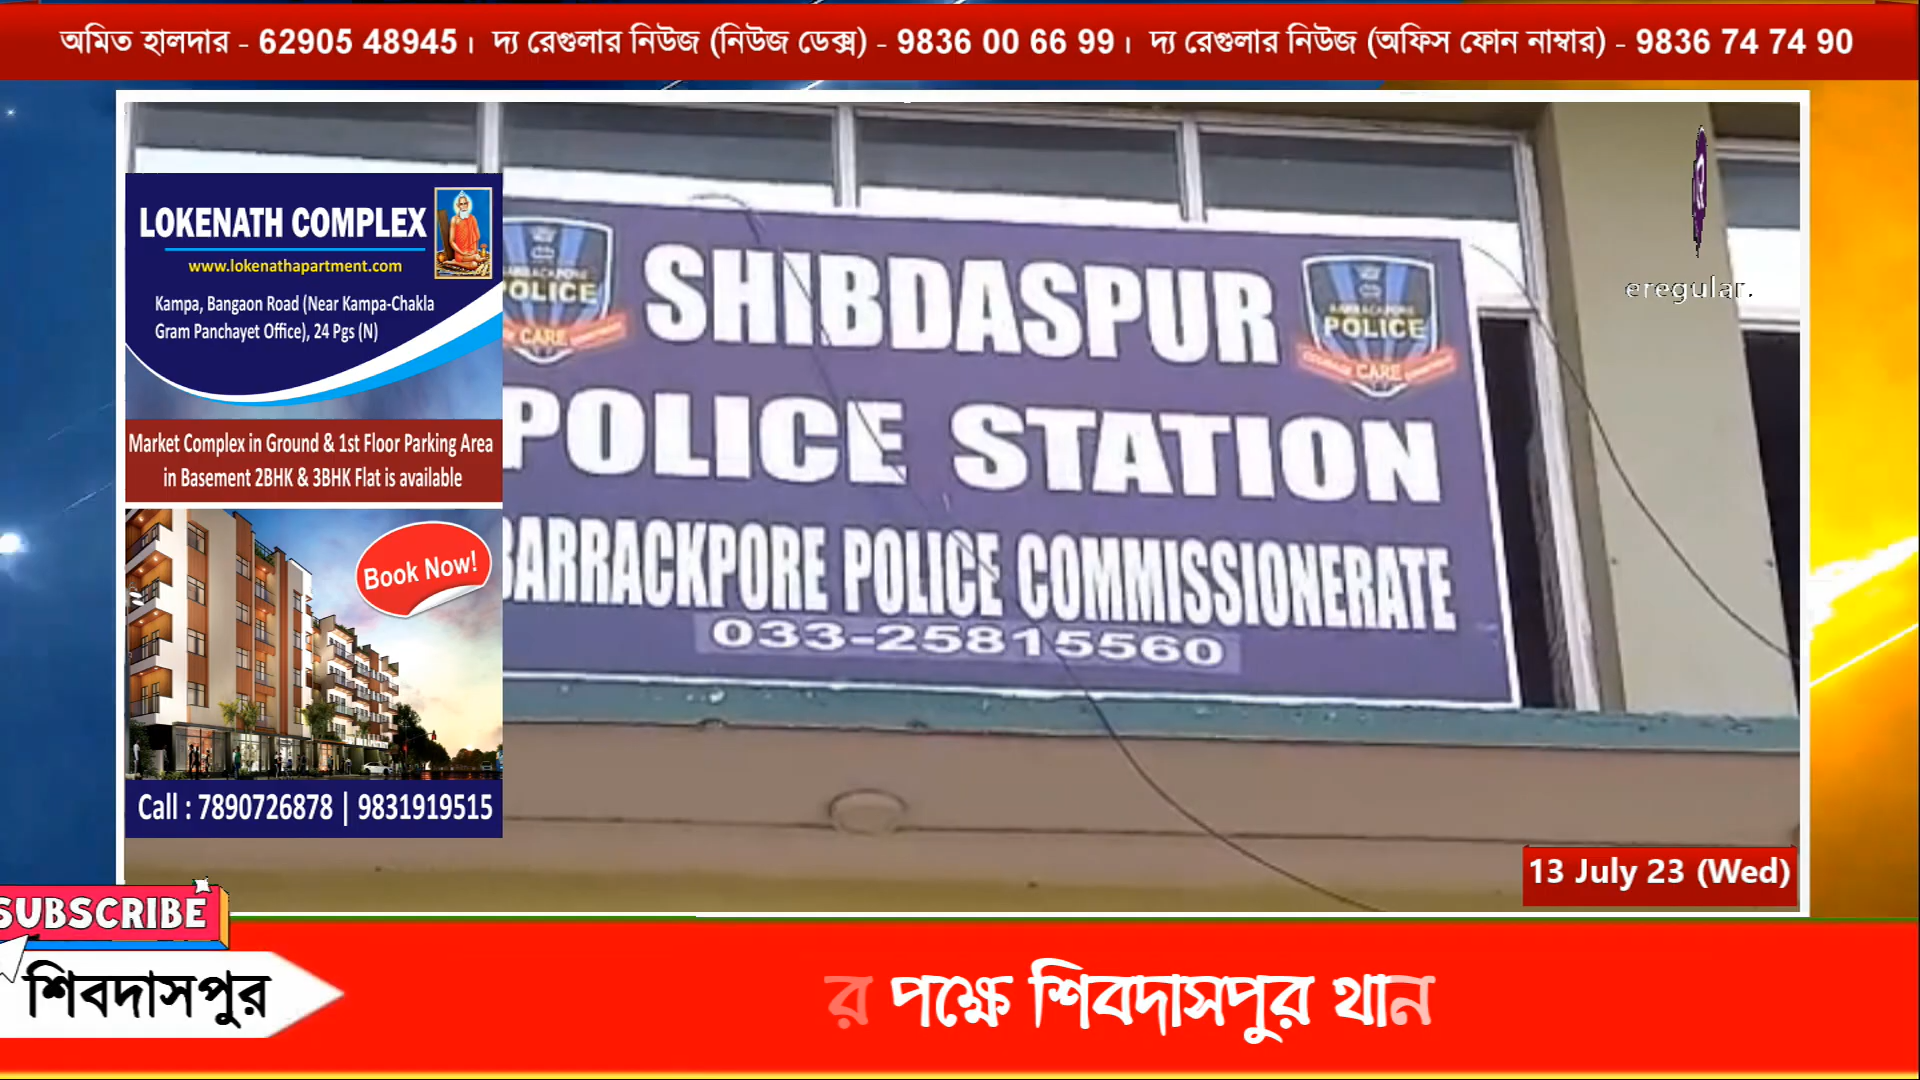 অমিত হালদার - 62905 48945। দ্য রেগুলার নিউজ (নিউজ ডেক্স) - 9836 00 66 99। দ্য রেগুলার নিউজ (অফিস ফোন নাম্বার) - 9836 74 74 90
LOKENATH COMPLEX
www.lokenathapartment.com
Kampa, Bangaon Road (Near Kampa-Chakla
Gram Panchayet Office), 24 Pgs (N)
Market Complex in Ground & 1st Floor Parking Area
in Basement 2BHK & 3BHK Flat is available
Book Now!
Call : 7890726878 | 9831919515
SHIBDASPUR
POLICE STATION
BARRACKPORE POLICE COMMISSIONERATE
033-25815560
POLICE
CARE
BARRACKPORE
POLICE
CARE
eregular.
13 July 23 (Wed)
SUBSCRIBE
শিবদাসপুর
র পক্ষে শিবদাসপুর থান